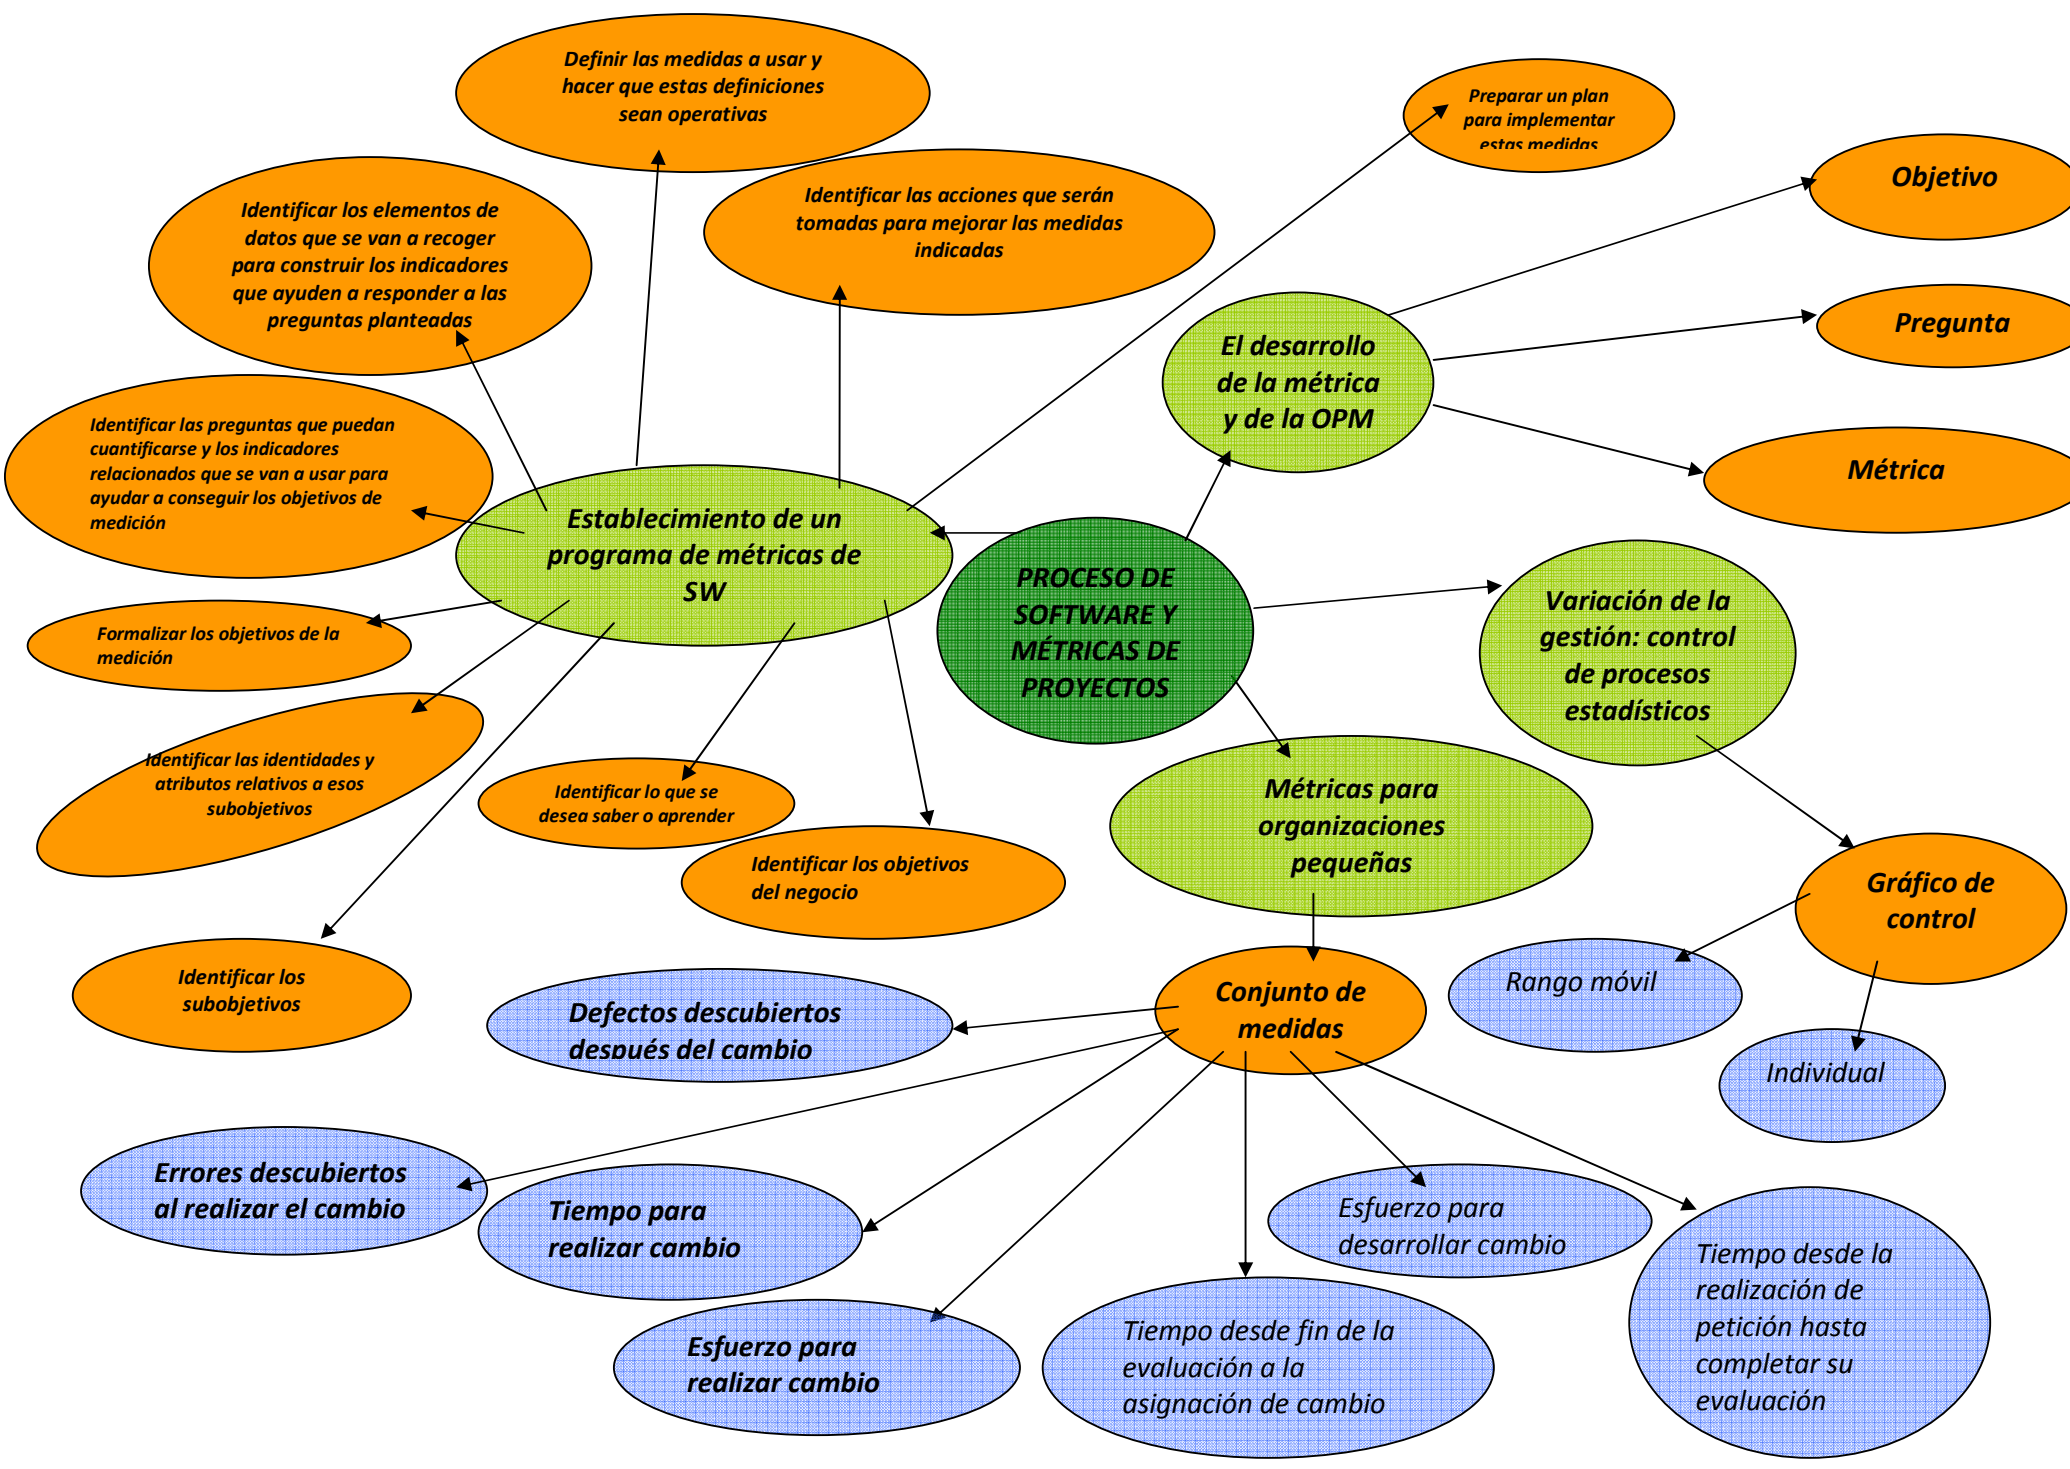 Definir las medidas a usar y
hacer que estas definiciones
sean operativas
Preparar un plan
para implementar
estas medidas
Identificar los elementos de
datos que se van a recoger
para construir los indicadores
que ayuden a responder a las
preguntas planteadas
Identificar las acciones que serán
tomadas para mejorar las medidas
indicadas
Objetivo
Pregunta
Métrica
El desarrollo
de la métrica
y de la OPM
Identificar las preguntas que puedan
cuantificarse y los indicadores
relacionados que se van a usar para
ayudar a conseguir los objetivos de
medición
Establecimiento de un
programa de métricas de
SW
PROCESO DE
SOFTWARE Y
MÉTRICAS DE
PROYECTOS
Variación de la
gestión: control
de procesos
estadísticos
Formalizar los objetivos de la
medición
Identificar las identidades y
atributos relativos a esos
subobjetivos
Identificar lo que se
desea saber o aprender
Identificar los objetivos
del negocio
Métricas para
organizaciones
pequeñas
Gráfico de
control
Identificar los
subobjetivos
Defectos descubiertos
después del cambio
Conjunto de
medidas
Rango móvil
Individual
Errores descubiertos
al realizar el cambio
Tiempo para
realizar cambio
Esfuerzo para
desarrollar cambio
Esfuerzo para
realizar cambio
Tiempo desde fin de la
evaluación a la
asignación de cambio
Tiempo desde la
realización de
petición hasta
completar su
evaluación